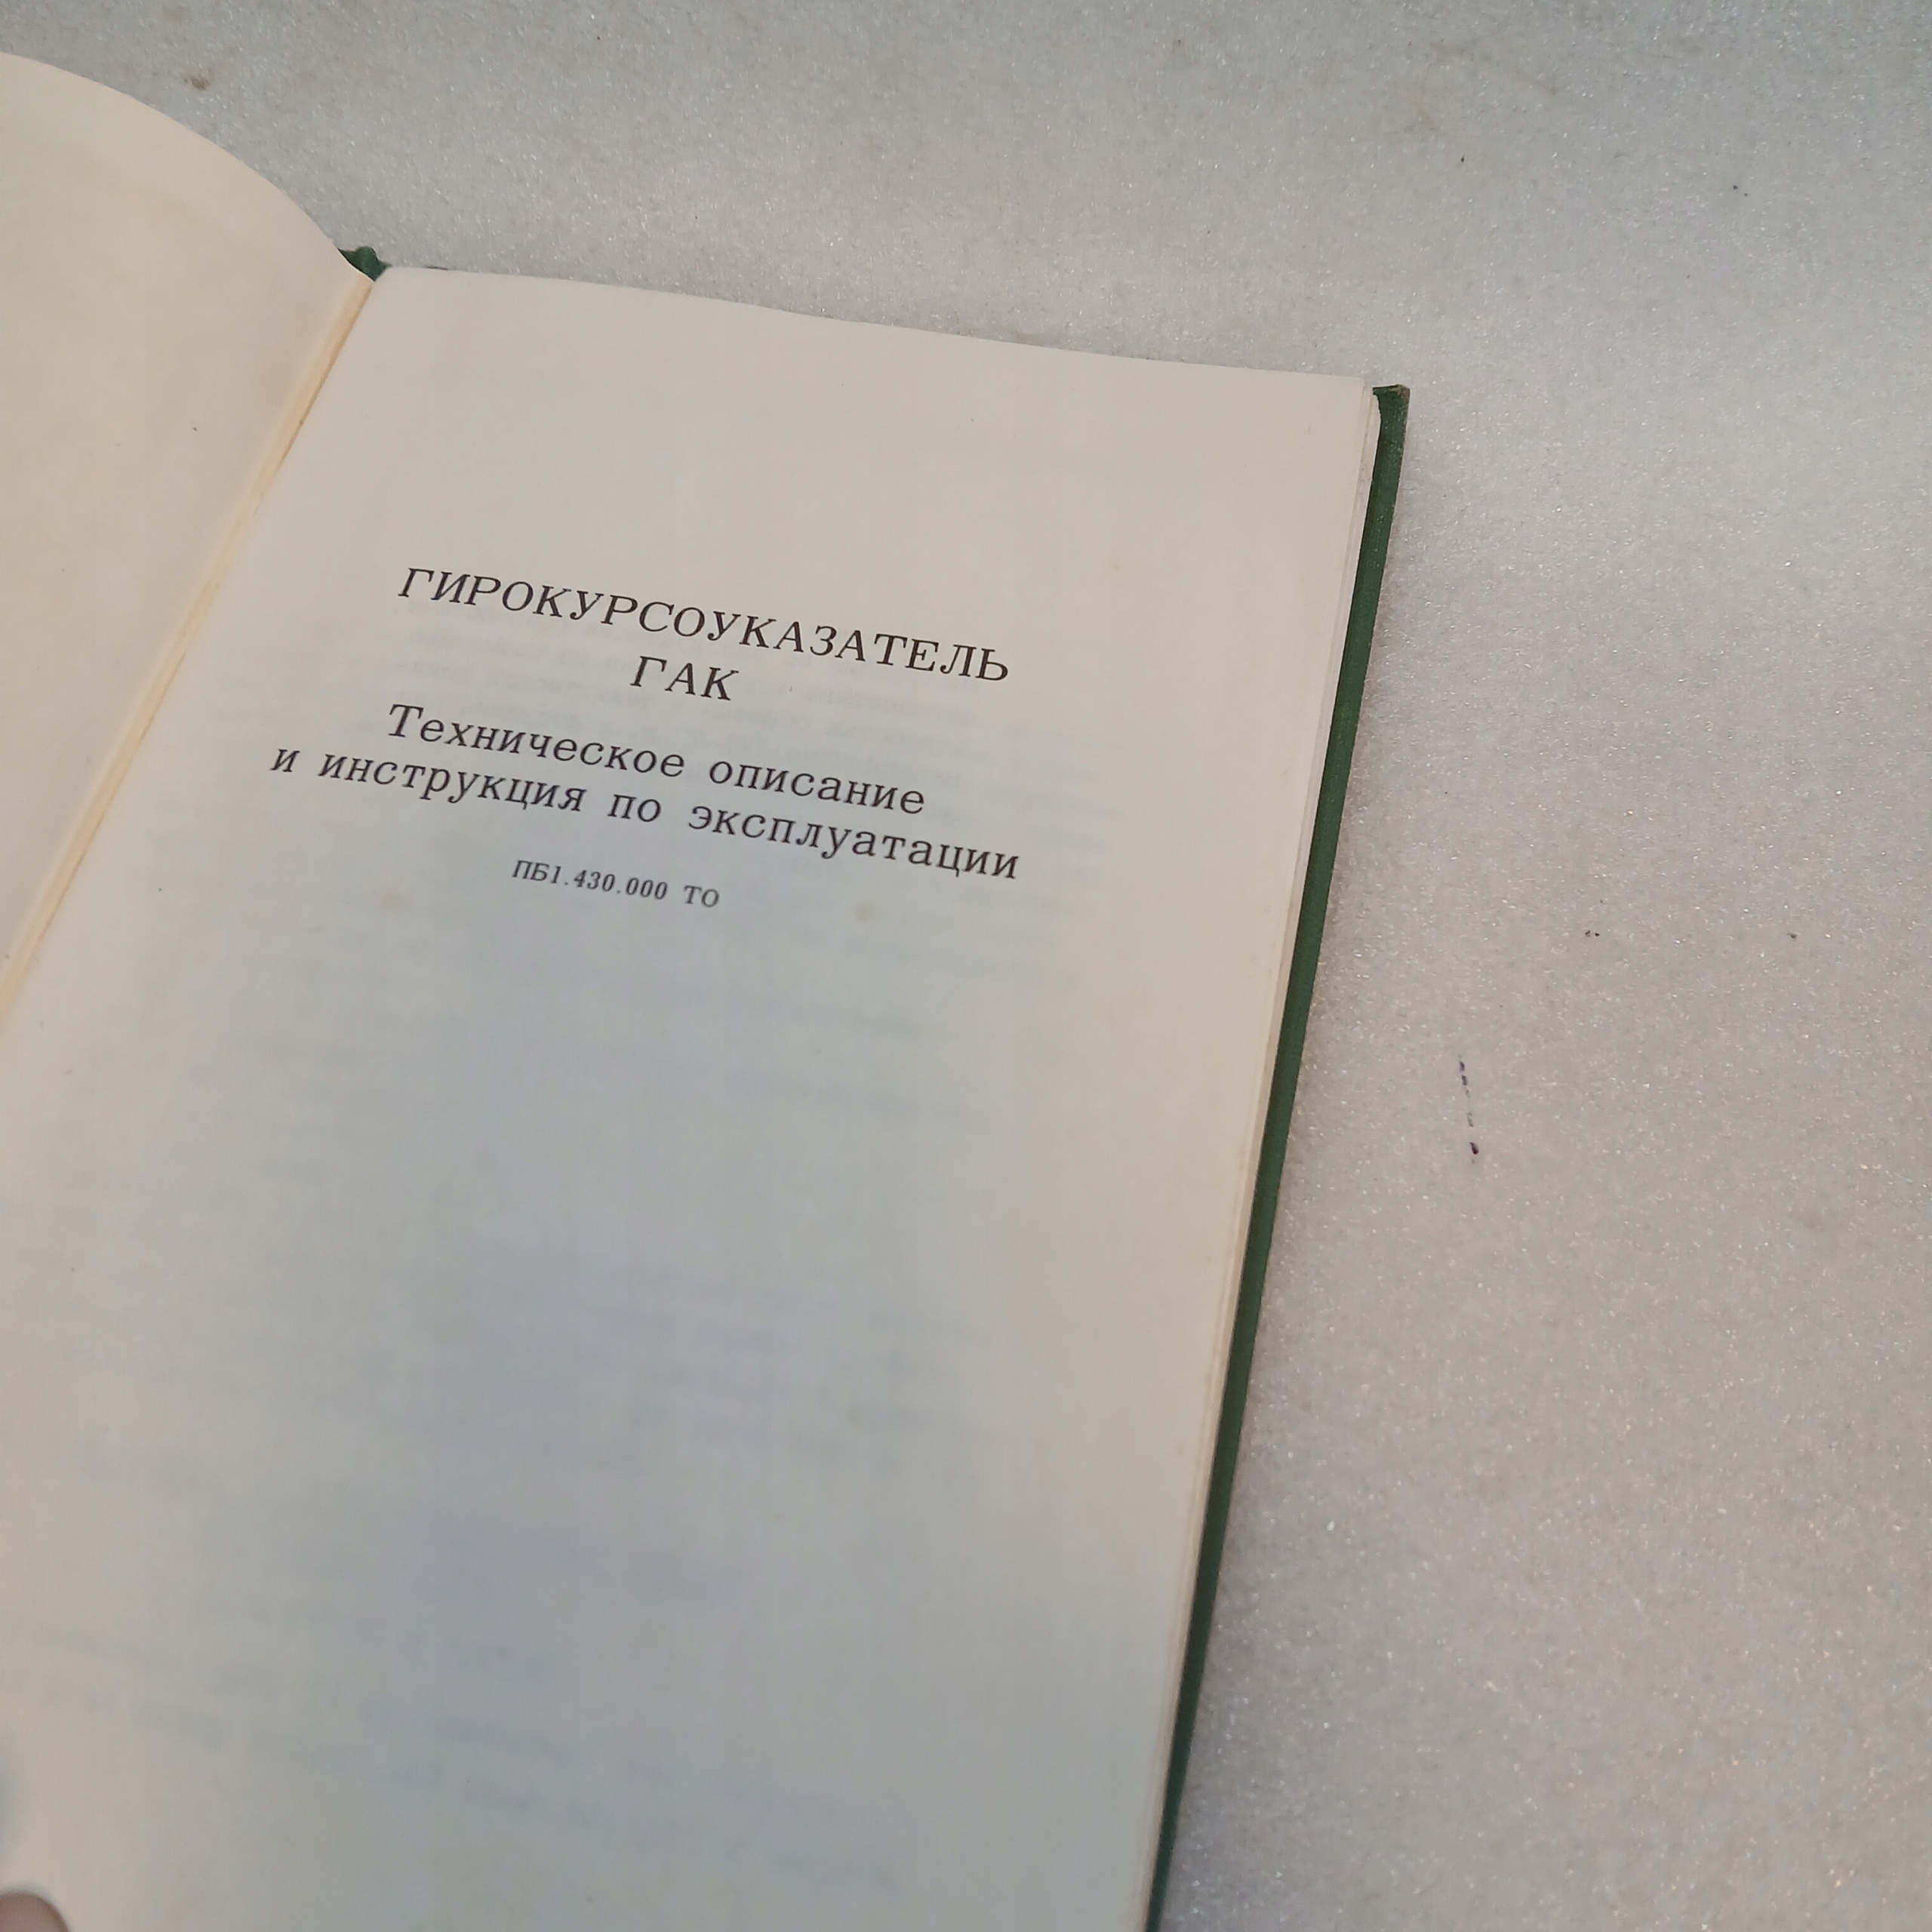 ГИРОКУРСОУКАЗАТЕЛЬ
ГАК
Техническое описание
и инструкция по эксплуатации
ПБ1.430.000 ТО